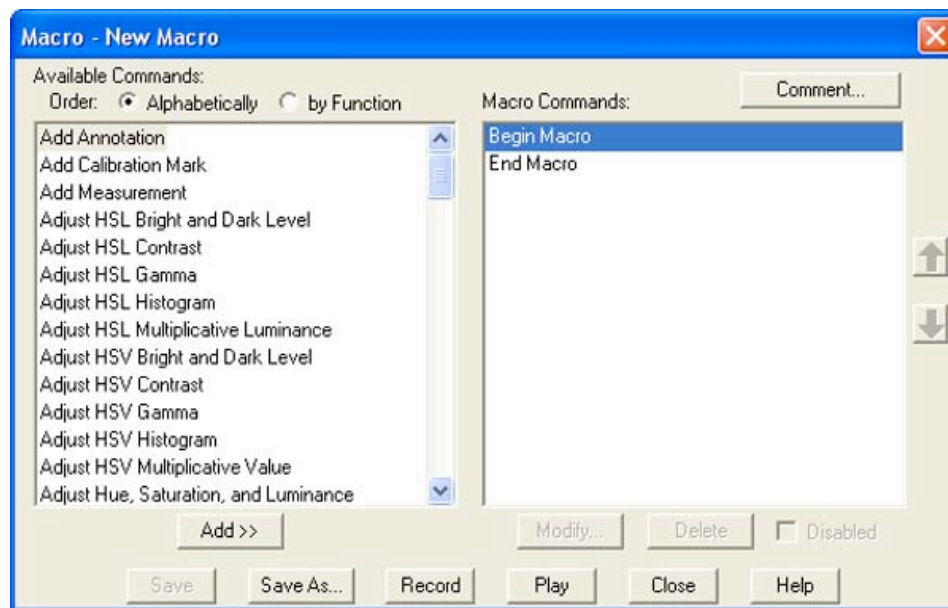 Macro - New Macro
Available Commands:
Order: Alphabetically by Function
Macro Commands:
Comment...
Add Annotation
Add Calibration Mark
Add Measurement
Adjust HSL Bright and Dark Level
Adjust HSL Contrast
Adjust HSL Gamma
Adjust HSL Histogram
Adjust HSL Multiplicative Luminance
Adjust HSV Bright and Dark Level
Adjust HSV Contrast
Adjust HSV Gamma
Adjust HSV Histogram
Adjust HSV Multiplicative Value
Adjust Hue, Saturation, and Luminance
Begin Macro
End Macro
Add >>
Modify...
Delete
Disabled
Save
Save As...
Record
Play
Close
Help